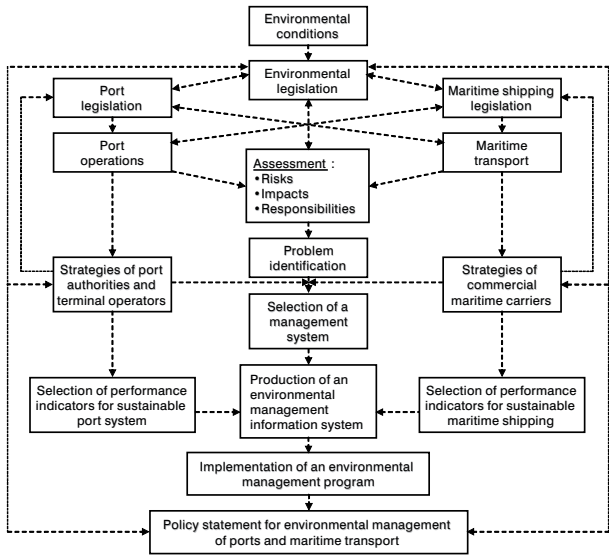 Environmental
conditions
Environmental
legislation
Port
legislation
Maritime shipping
legislation
Port
operations
Maritime
transport
Assessment :
•Risks
•Impacts
•Responsibilities
Problem
identification
Strategies of port
authorities and
terminal operators
Strategies of
commercial
maritime carriers
Selection of a
management
system
Selection of performance
indicators for sustainable
port system
Production of an
environmental
management
information system
Selection of performance
indicators for sustainable
maritime shipping
Implementation of an environmental
management program
Policy statement for environmental management
of ports and maritime transport